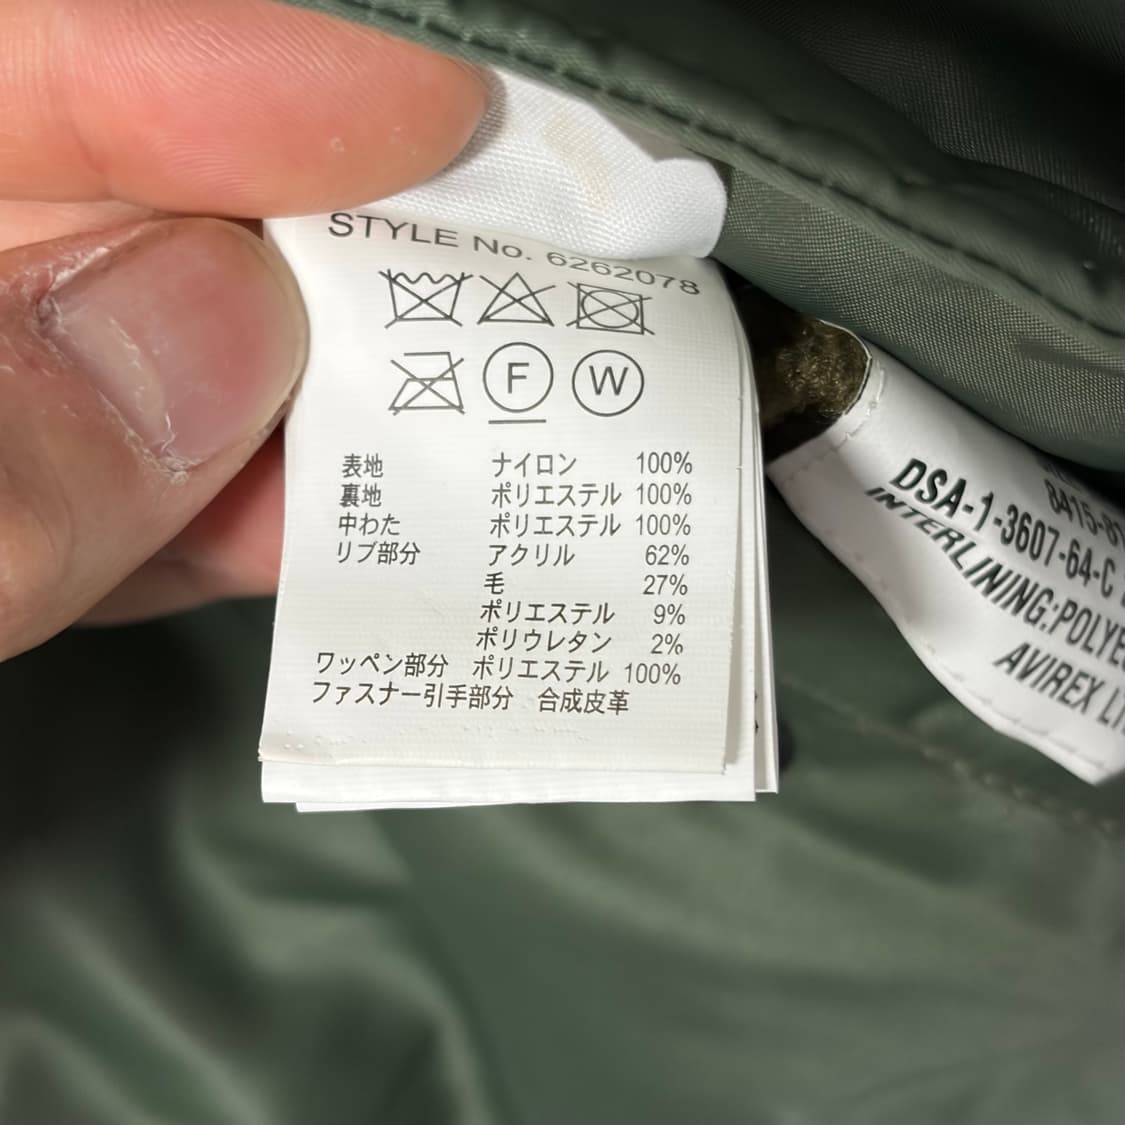 STYLE No. 6262078
F W
表地 ナイロン 100%
裏地 ポリエステル 100%
中わた ポリエステル 100%
リブ部分 アクリル 62%
毛 27%
ポリエステル 9%
ポリウレタン 2%
ワッペン部分 ポリエステル 100%
ファスナー引手部分 合成皮革
8415-
DSA-1-3607-64-C
INTERLINING:POLYE
AVIREX